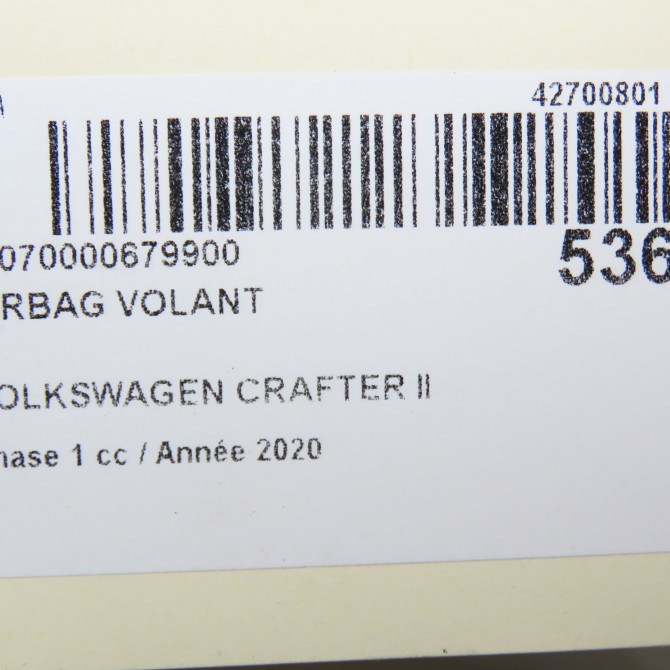 42700801
070000679900
536
RBAG VOLANT
OLKSWAGEN CRAFTER II
hase 1 cc / Année 2020